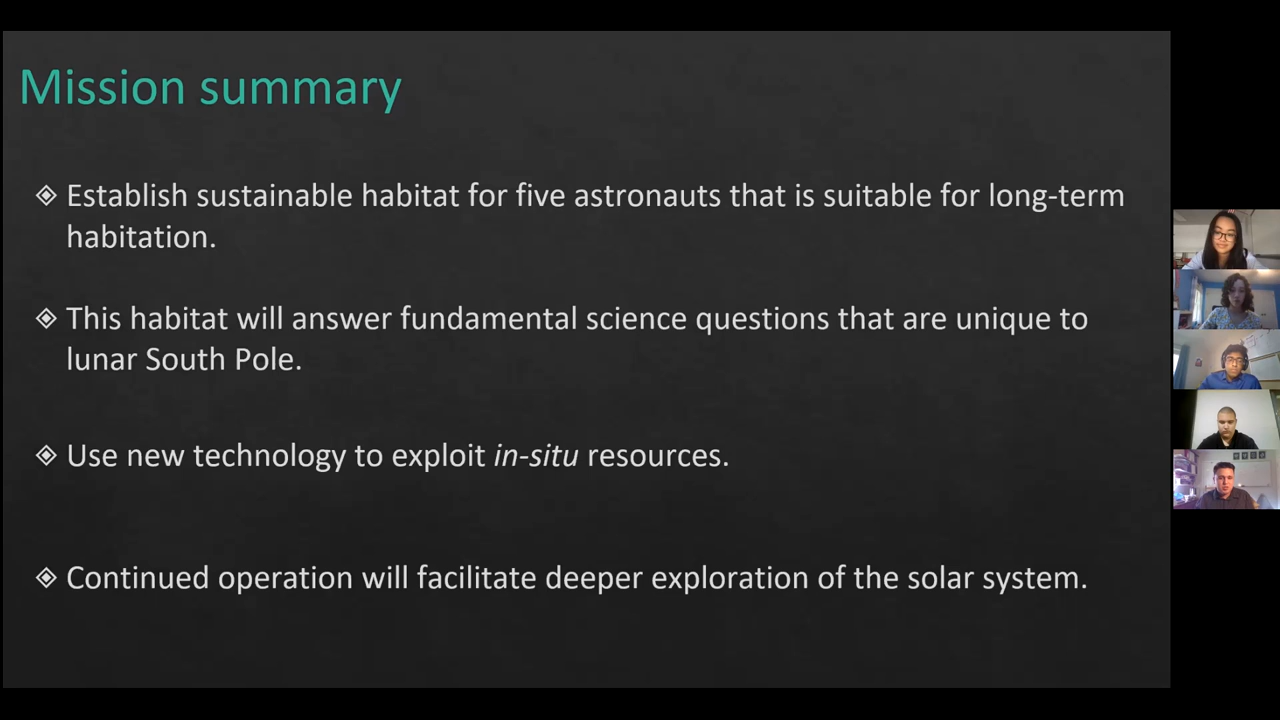 Mission summary
Establish sustainable habitat for five astronauts that is suitable for long-term
habitation.
This habitat will answer fundamental science questions that are unique to
lunar South Pole.
Use new technology to exploit in-situ resources.
Continued operation will facilitate deeper exploration of the solar system.